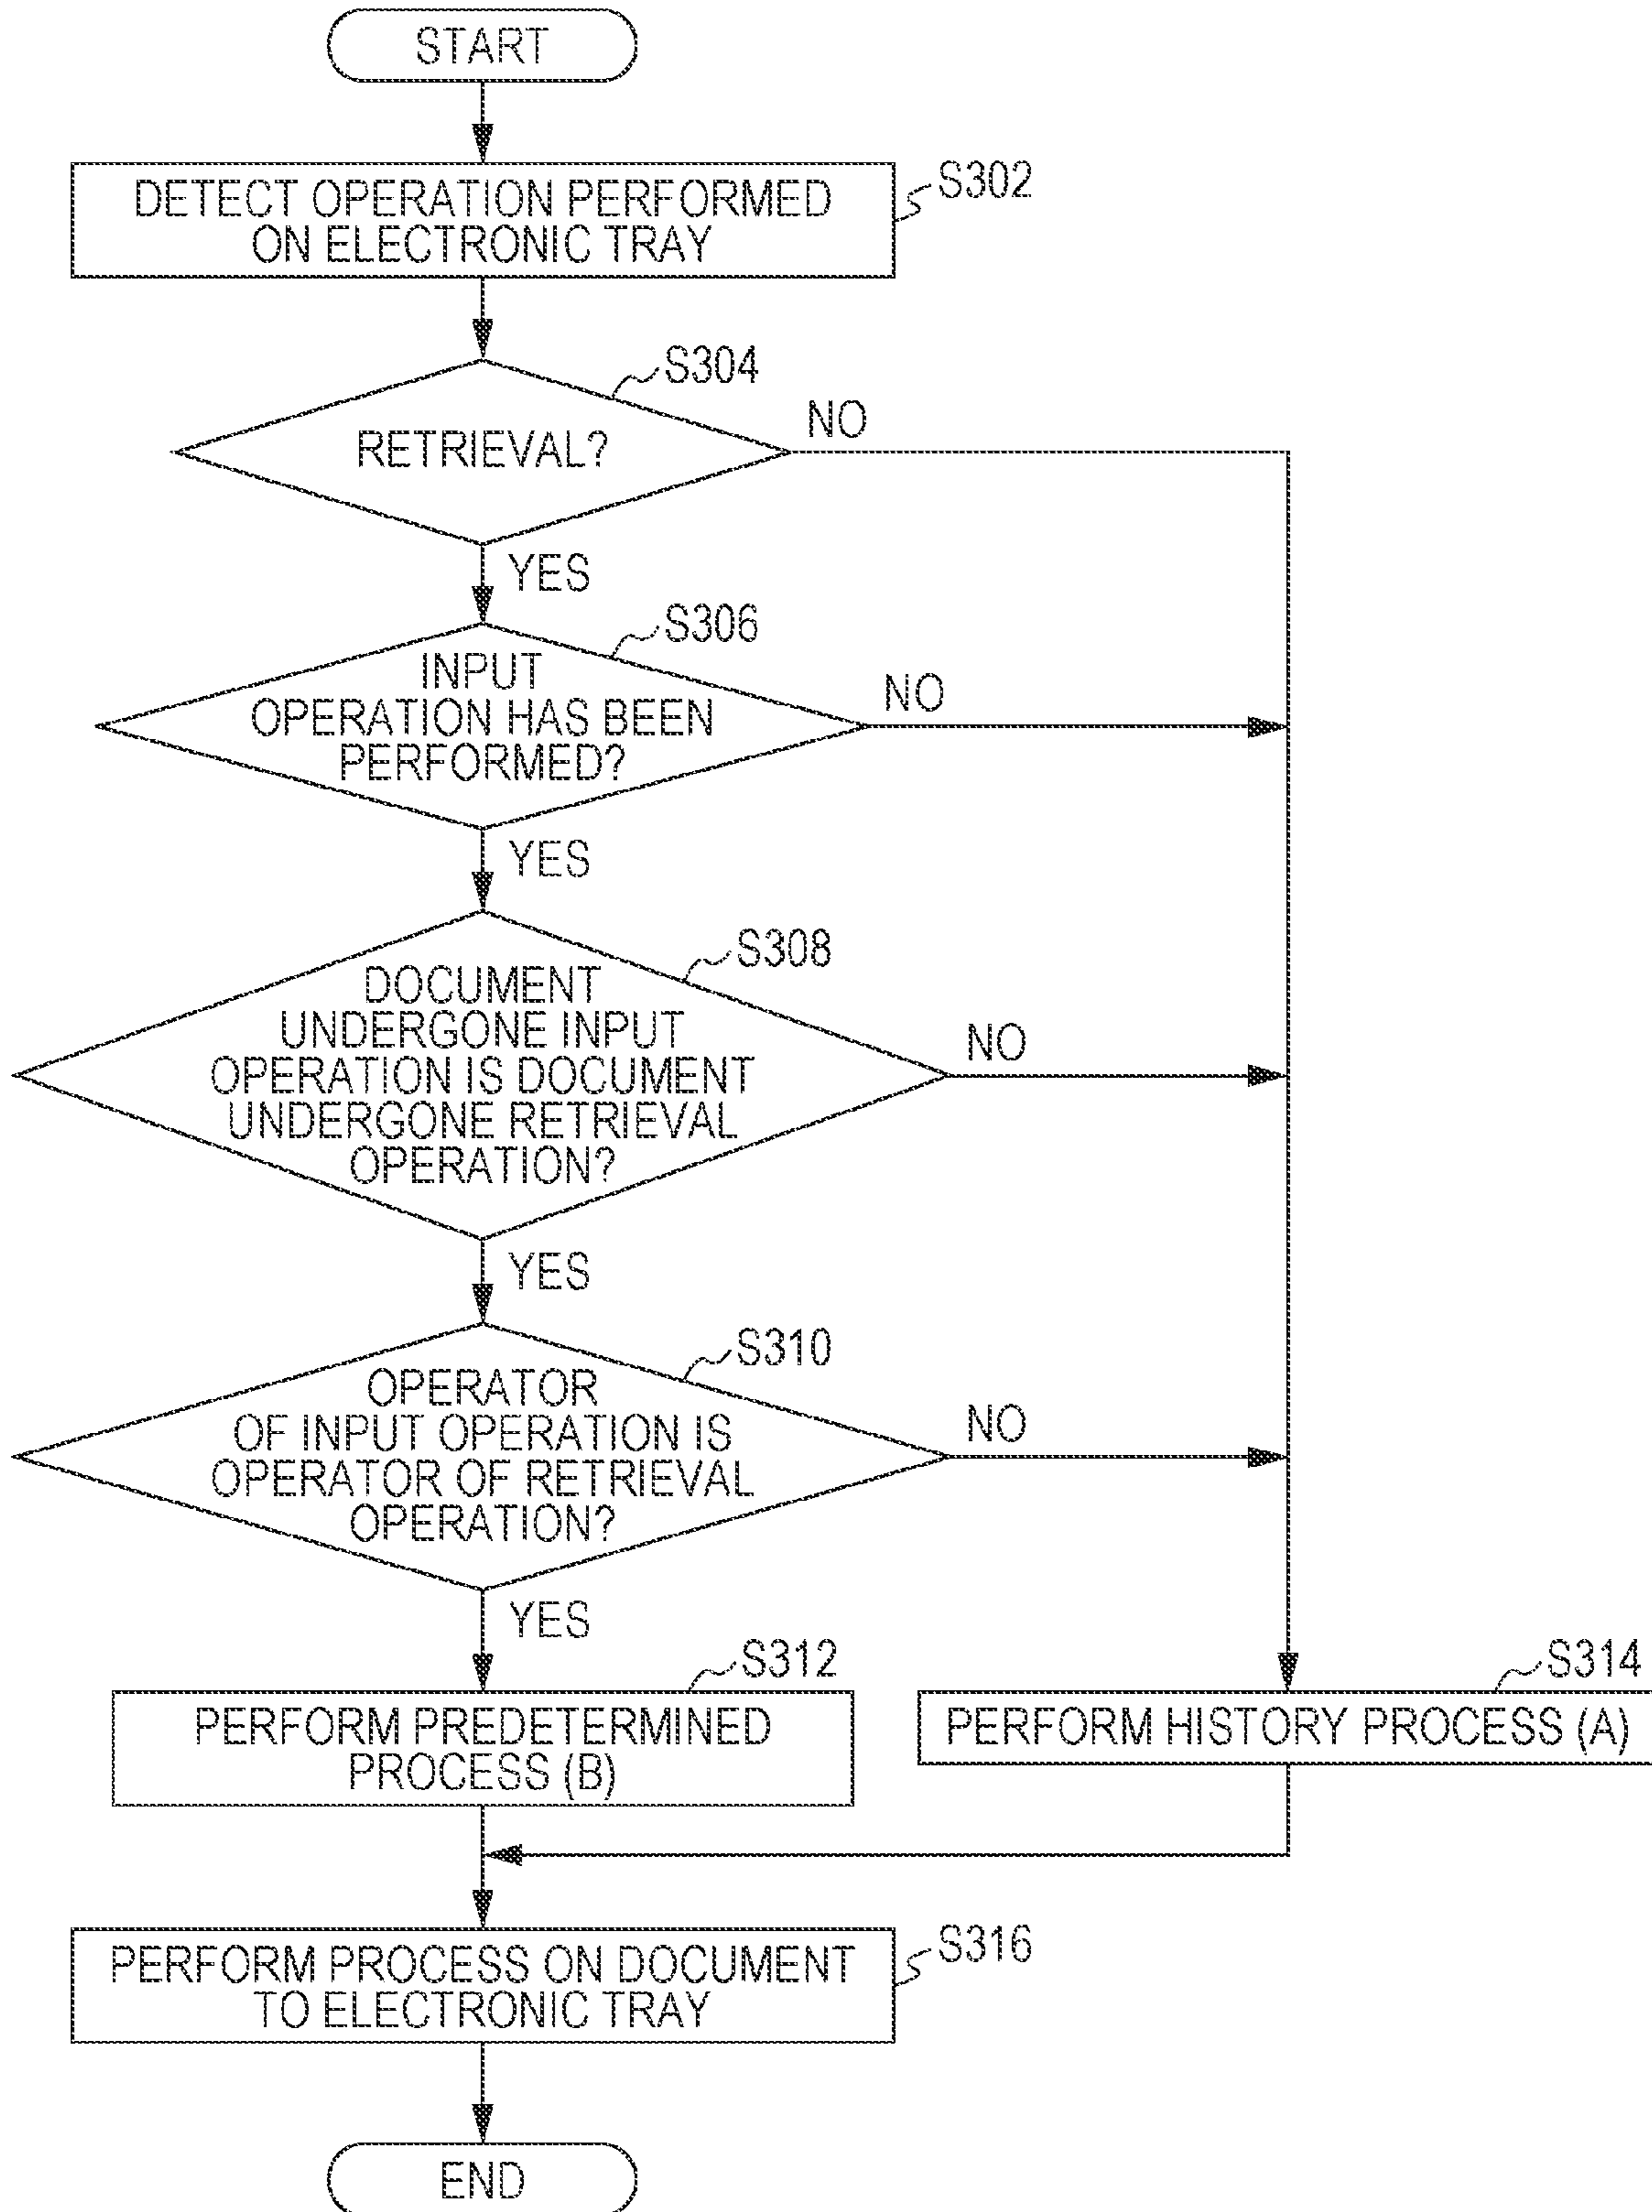 START
DETECT OPERATION PERFORMED
ON ELECTRONIC TRAY
S302
S304
RETRIEVAL?
NO
YES
S306
INPUT
OPERATION HAS BEEN
PERFORMED?
NO
YES
S308
DOCUMENT
UNDERGONE INPUT
OPERATION IS DOCUMENT
UNDERGONE RETRIEVAL
OPERATION?
NO
YES
S310
OPERATOR
OF INPUT OPERATION IS
OPERATOR OF RETRIEVAL
OPERATION?
NO
YES
S312
PERFORM PREDETERMINED
PROCESS (B)
S314
PERFORM HISTORY PROCESS (A)
PERFORM PROCESS ON DOCUMENT
TO ELECTRONIC TRAY
S316
END